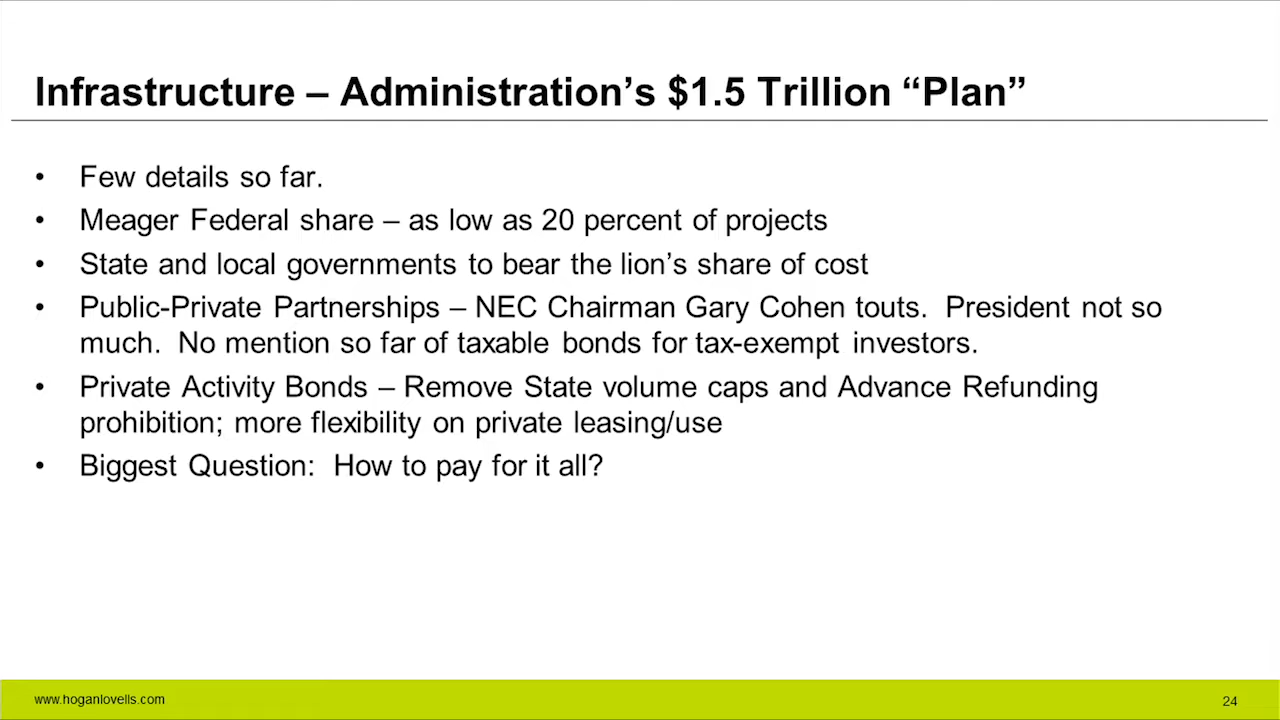 Infrastructure – Administration’s $1.5 Trillion “Plan”
• Few details so far.
• Meager Federal share – as low as 20 percent of projects
• State and local governments to bear the lion’s share of cost
• Public-Private Partnerships – NEC Chairman Gary Cohen touts. President not so
much. No mention so far of taxable bonds for tax-exempt investors.
• Private Activity Bonds – Remove State volume caps and Advance Refunding
prohibition; more flexibility on private leasing/use
• Biggest Question: How to pay for it all?
www.hoganlovells.com
24